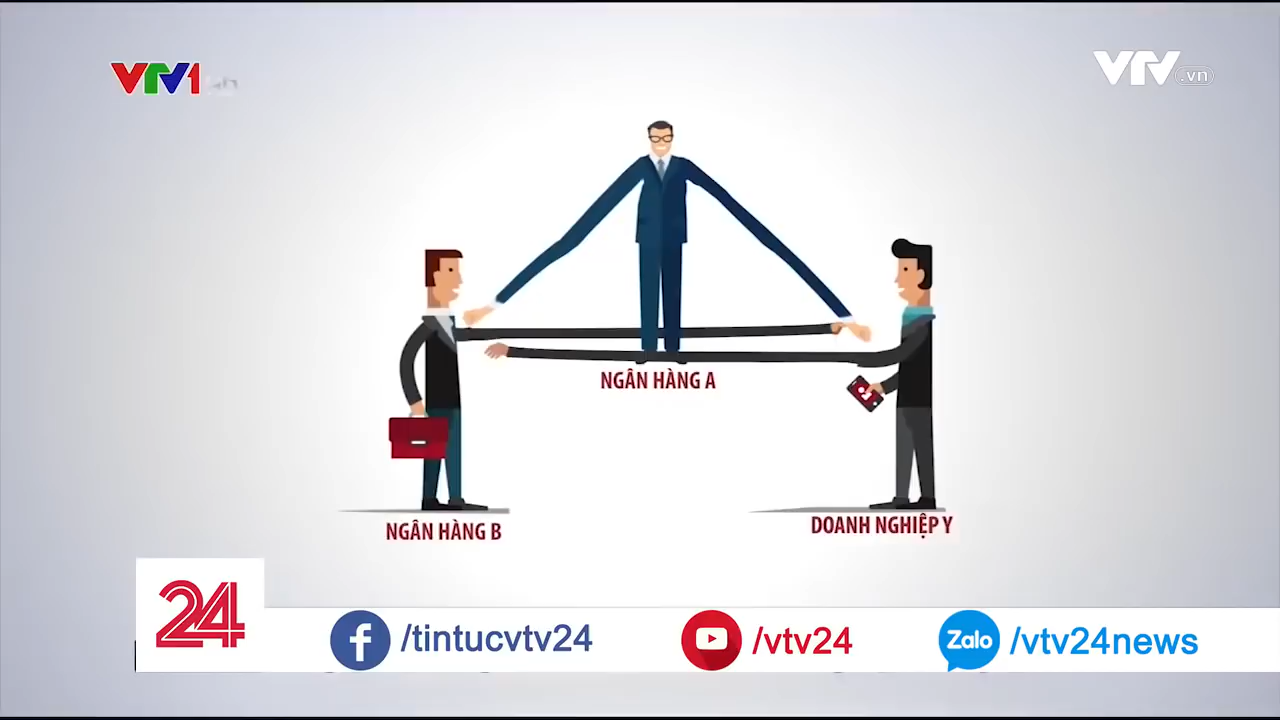 VTV1
VTV.vn
NGÂN HÀNG A
NGÂN HÀNG B
DOANH NGHIỆP Y
24
/tintucvtv24
/vtv24
Zalo /vtv24news